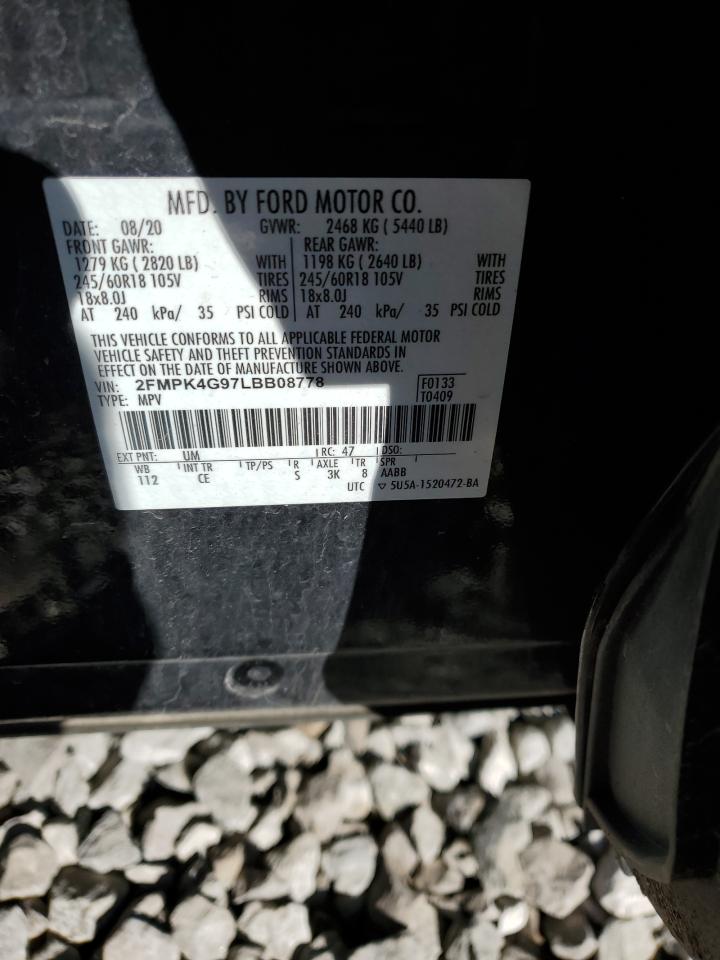 MFD. BY FORD MOTOR CO.
DATE: 08/20 GVWR: 2468 KG ( 5440 LB)
FRONT GAWR: REAR GAWR:
1279 KG ( 2820 LB) WITH 1198 KG ( 2640 LB) WITH
245/60R18 105V TIRES 245/60R18 105V TIRES
18x8.0J RIMS 18x8.0J RIMS
AT 240 kPa/ 35 PSI COLD AT 240 kPa/ 35 PSI COLD
THIS VEHICLE CONFORMS TO ALL APPLICABLE FEDERAL MOTOR
VEHICLE SAFETY AND THEFT PREVENTION STANDARDS IN
EFFECT ON THE DATE OF MANUFACTURE SHOWN ABOVE.
VIN: 2FMPK4G97LBB08778 F0133
TYPE: MPV T0409
EXT PNT: UM RC: 47 DSO:
WB INT TR TP/PS R AXLE TR SPR
112 CE S 3K 8 AABB
UTC ▽ 5U5A-1520472-BA